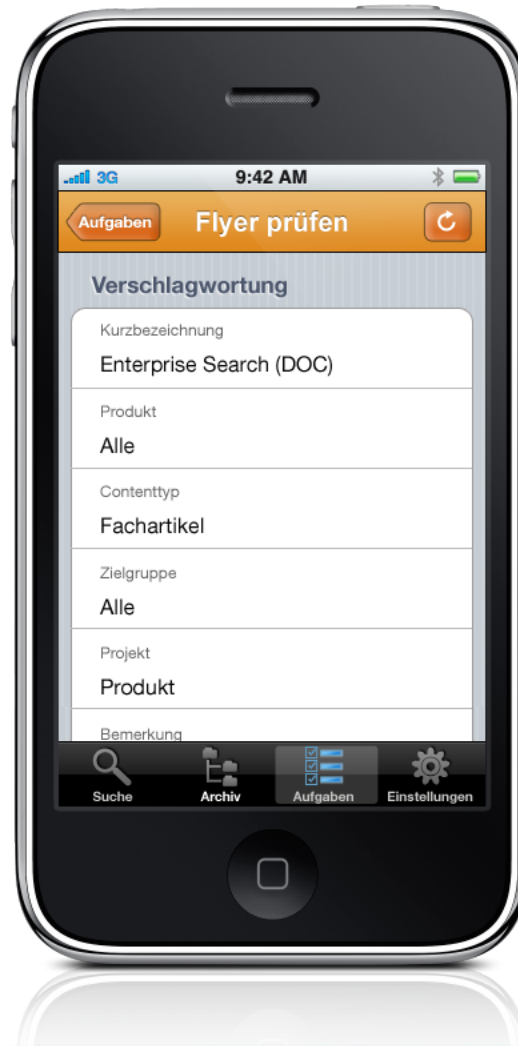 3G 9:42 AM
Aufgaben Flyer prüfen
Verschlagwortung
Kurzbezeichnung
Enterprise Search (DOC)
Produkt
Alle
Contenttyp
Fachartikel
Zielgruppe
Alle
Projekt
Produkt
Bemerkung
Suche Archiv Aufgaben Einstellungen